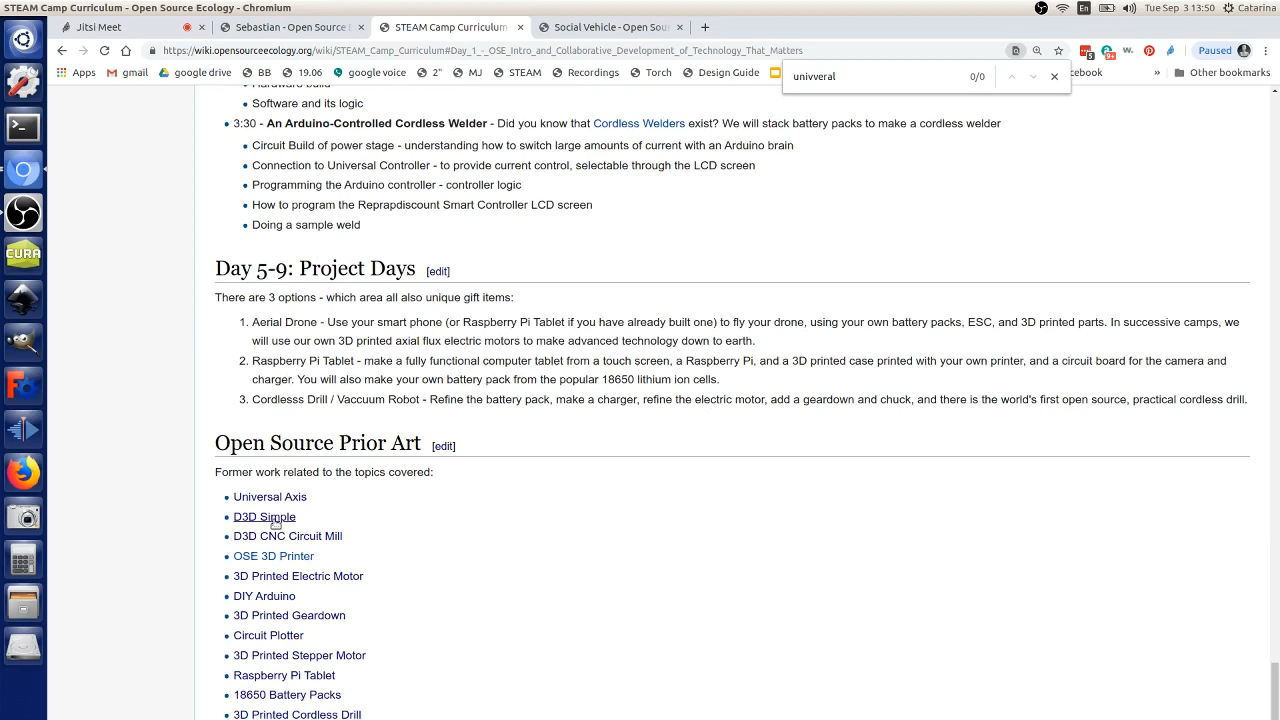 STEAM Camp Curriculum - Open Source Ecology - Chromium
En
Tue Sep 3 13:50
Catarina
Jitsi Meet
Sebastian - Open Source
STEAM Camp Curriculum
Social Vehicle - Open Sou
https://wiki.opensourceecology.org/wiki/STEAM_Camp_Curriculum#Day_1_-_OSE_Intro_and_Collaborative_Development_of_Technology_That_Matters
Paused
Apps
gmail
google drive
BB
19.06
google voice
2"
MJ
STEAM
Recordings
Torch
Design Guide
cebook
»
Other bookmarks
univveral
0/0
Hardware build
Software and its logic
3:30 - An Arduino-Controlled Cordless Welder - Did you know that Cordless Welders exist? We will stack battery packs to make a cordless welder
Circuit Build of power stage - understanding how to switch large amounts of current with an Arduino brain
Connection to Universal Controller - to provide current control, selectable through the LCD screen
Programming the Arduino controller - controller logic
How to program the Reprapdiscount Smart Controller LCD screen
Doing a sample weld
Day 5-9: Project Days [edit]
There are 3 options - which area all also unique gift items:
1. Aerial Drone - Use your smart phone (or Raspberry Pi Tablet if you have already built one) to fly your drone, using your own battery packs, ESC, and 3D printed parts. In successive camps, we
will use our own 3D printed axial flux electric motors to make advanced technology down to earth.
2. Raspberry Pi Tablet - make a fully functional computer tablet from a touch screen, a Raspberry Pi, and a 3D printed case printed with your own printer, and a circuit board for the camera and
charger. You will also make your own battery pack from the popular 18650 lithium ion cells.
3. Cordlesss Drill / Vaccuum Robot - Refine the battery pack, make a charger, refine the electric motor, add a geardown and chuck, and there is the world's first open source, practical cordless drill.
Open Source Prior Art [edit]
Former work related to the topics covered:
Universal Axis
D3D Simple
D3D CNC Circuit Mill
OSE 3D Printer
3D Printed Electric Motor
DIY Arduino
3D Printed Geardown
Circuit Plotter
3D Printed Stepper Motor
Raspberry Pi Tablet
18650 Battery Packs
3D Printed Cordless Drill
CURA